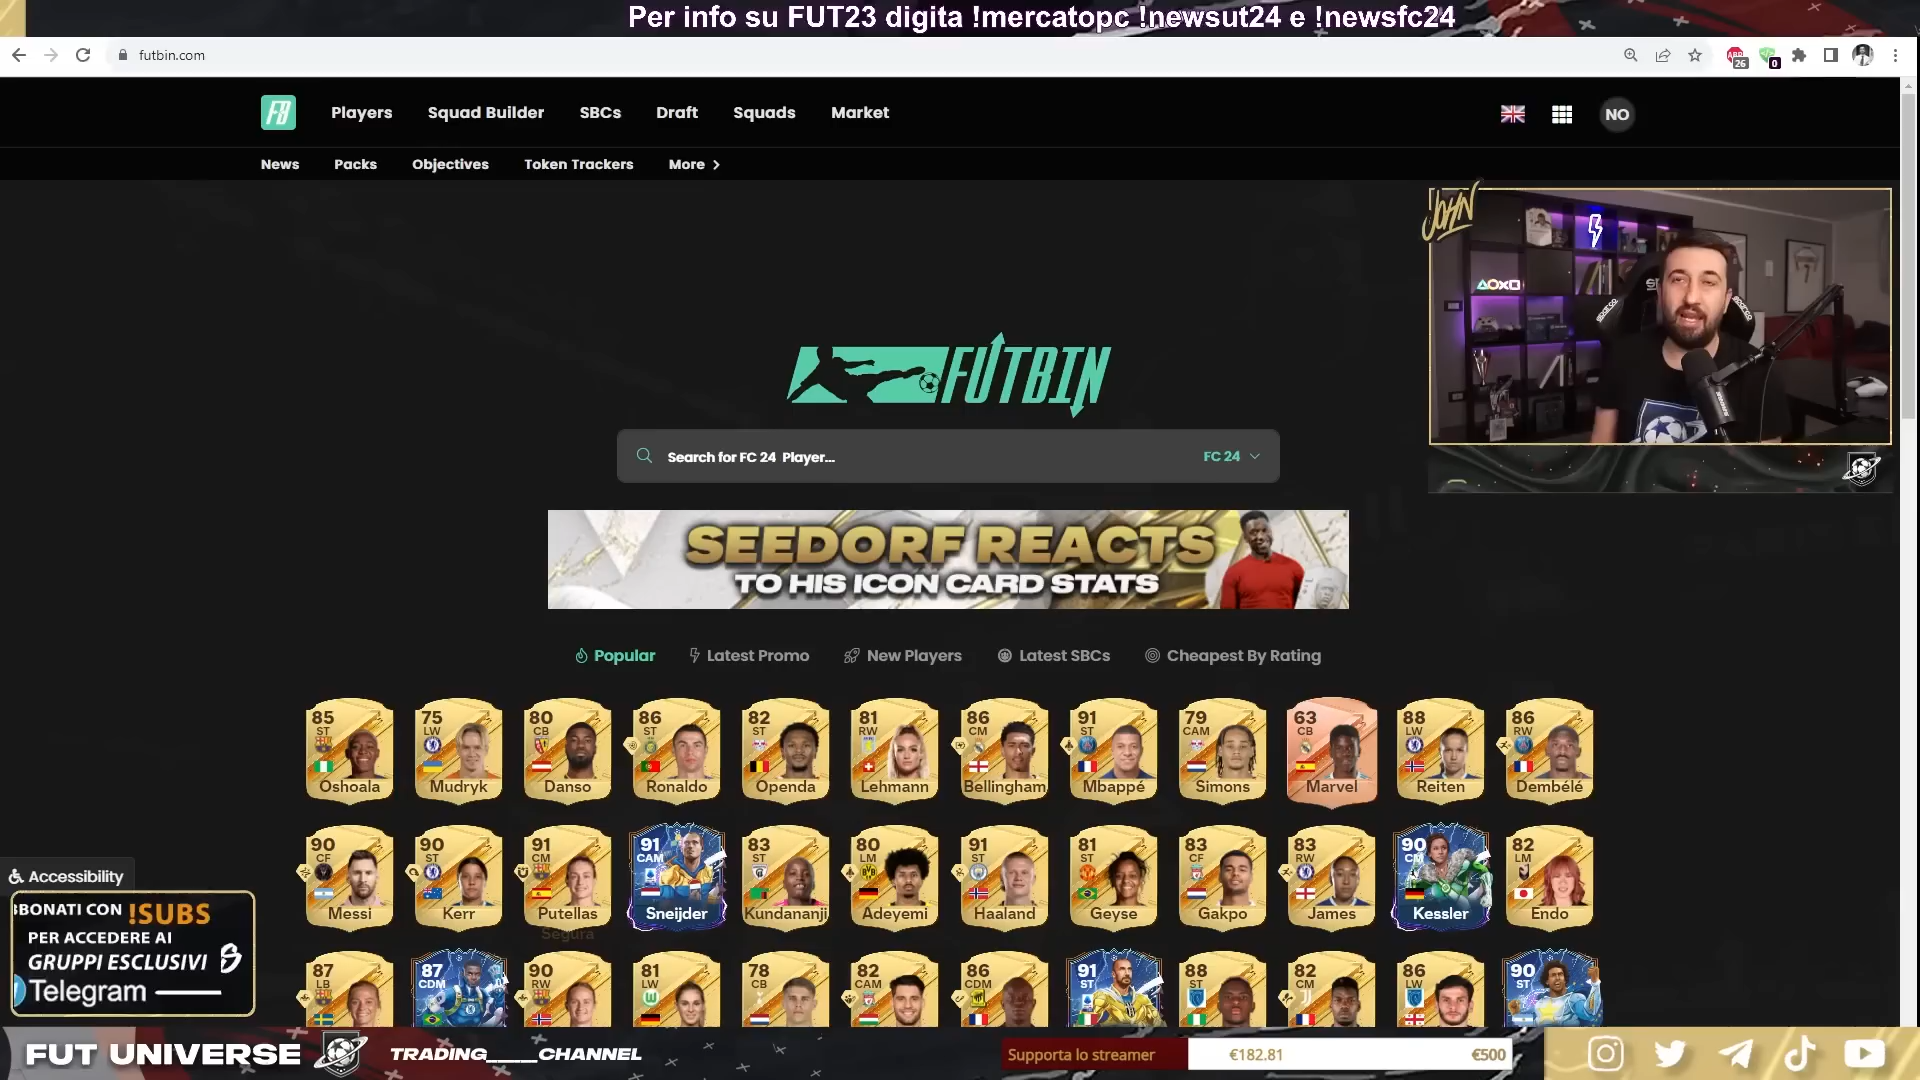 Per info su FUT23 digita !mercatopc !newsut24 e !newsfc24
futbin.com
ABP
26
0
FB
Players
Squad Builder
SBCs
Draft
Squads
Market
NO
News
Packs
Objectives
Token Trackers
More
JOHN
FUTBIN
Search for FC 24 Player...
FC 24
SEEDORF REACTS
TO HIS ICON CARD STATS
Popular
Latest Promo
New Players
Latest SBCs
Cheapest By Rating
85 ST Oshoala
75 LW Mudryk
80 CB Danso
86 ST Ronaldo
82 ST Openda
81 RW Lehmann
86 CM Bellingham
91 ST Mbappé
79 CAM Simons
63 CB Marvel
88 LW Reiten
86 RW Dembélé
90 CF Messi
90 ST Kerr
91 CM Putellas Segura
91 CAM Sneijder
83 ST Kundananji
80 LM Adeyemi
91 ST Haaland
81 ST Geyse
83 CF Gakpo
83 RW James
90 CM Kessler
82 LM Endo
87 LB
87 CDM
90 RW
81 LW
78 CB
82 CAM
86 CDM
91 ST
88 ST
82 CM
86 LW
90 ST
Accessibility
BBONATI CON !SUBS
PER ACCEDERE AI
GRUPPI ESCLUSIVI
Telegram
FUT UNIVERSE
TRADING____CHANNEL
Supporta lo streamer
€182.81
€500